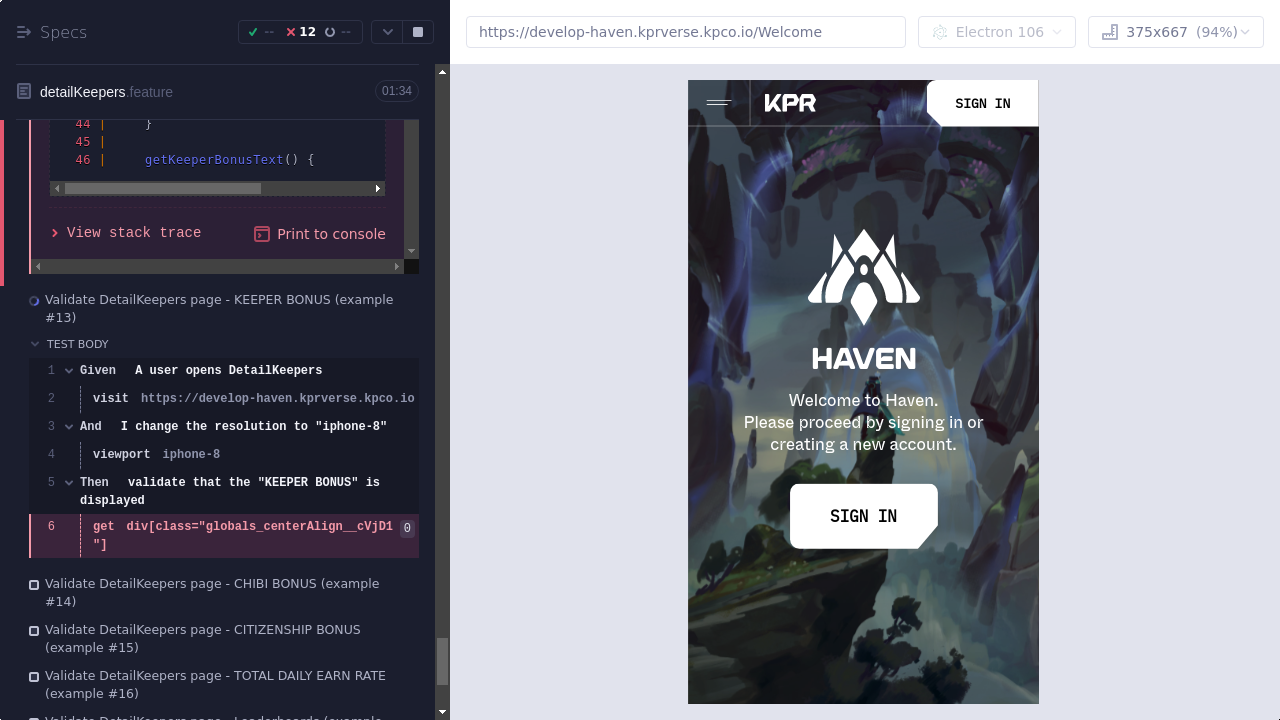 Specs
-- 12 --
https://develop-haven.kprverse.kpco.io/Welcome
Electron 106
375x667 (94%)
detailKeepers.feature
01:34
44 | }
45 |
46 | getKeeperBonusText() {
View stack trace
Print to console
Validate DetailKeepers page - KEEPER BONUS (example
#13)
TEST BODY
1 Given A user opens DetailKeepers
2 visit https://develop-haven.kprverse.kpco.io
3 And I change the resolution to "iphone-8"
4 viewport iphone-8
5 Then validate that the "KEEPER BONUS" is
displayed
6 get div[class="globals_centerAlign__cVjD1 0
"]
Validate DetailKeepers page - CHIBI BONUS (example
#14)
Validate DetailKeepers page - CITIZENSHIP BONUS
(example #15)
Validate DetailKeepers page - TOTAL DAILY EARN RATE
(example #16)
Validate DetailKeepers page - Leaderboards (example
KPR
SIGN IN
HAVEN
Welcome to Haven.
Please proceed by signing in or
creating a new account.
SIGN IN